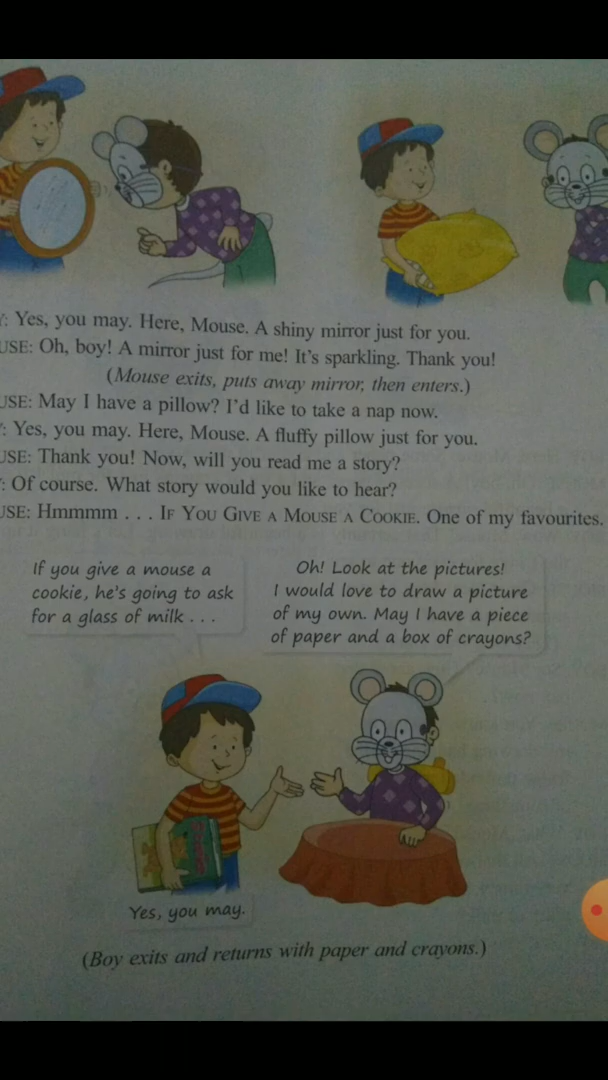 Y: Yes, you may. Here, Mouse. A shiny mirror just for you.
USE: Oh, boy! A mirror just for me! It's sparkling. Thank you!
(Mouse exits, puts away mirror, then enters.)
USE: May I have a pillow? I'd like to take a nap now.
: Yes, you may. Here, Mouse. A fluffy pillow just for you.
USE: Thank you! Now, will you read me a story?
: Of course. What story would you like to hear?
USE: Hmmmm . . . IF YOU GIVE A MOUSE A COOKIE. One of my favourites.
If you give a mouse a
cookie, he's going to ask
for a glass of milk . . .
Oh! Look at the pictures!
I would love to draw a picture
of my own. May I have a piece
of paper and a box of crayons?
Yes, you may.
(Boy exits and returns with paper and crayons.)